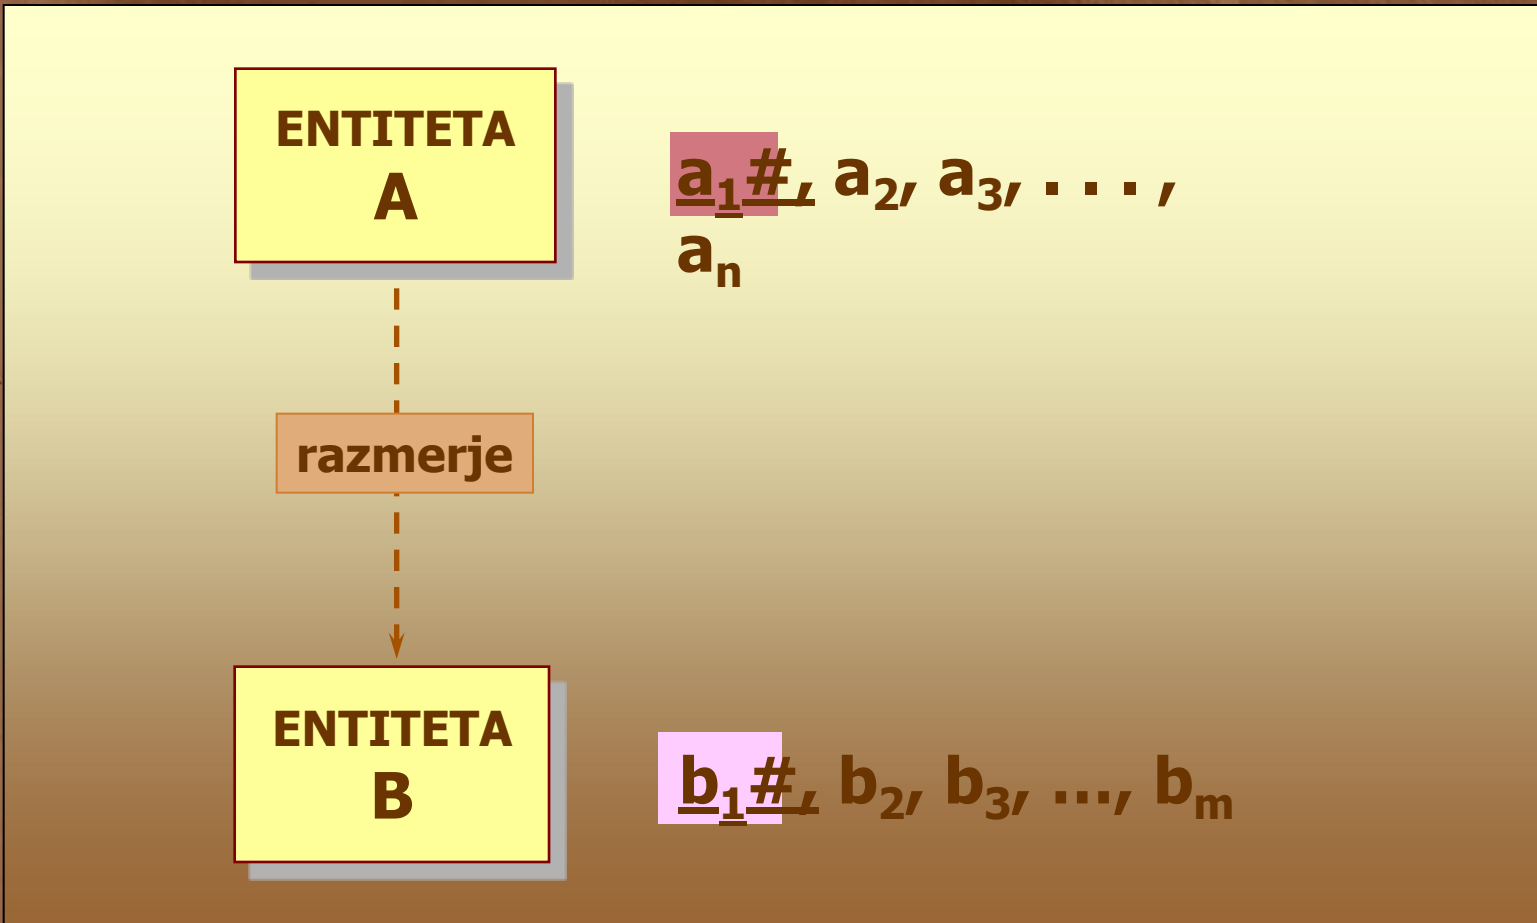 ENTITETA
A
a₁#, a₂, a₃, . . . ,
aₙ
razmerje
ENTITETA
B
b₁#, b₂, b₃, ..., bₘ